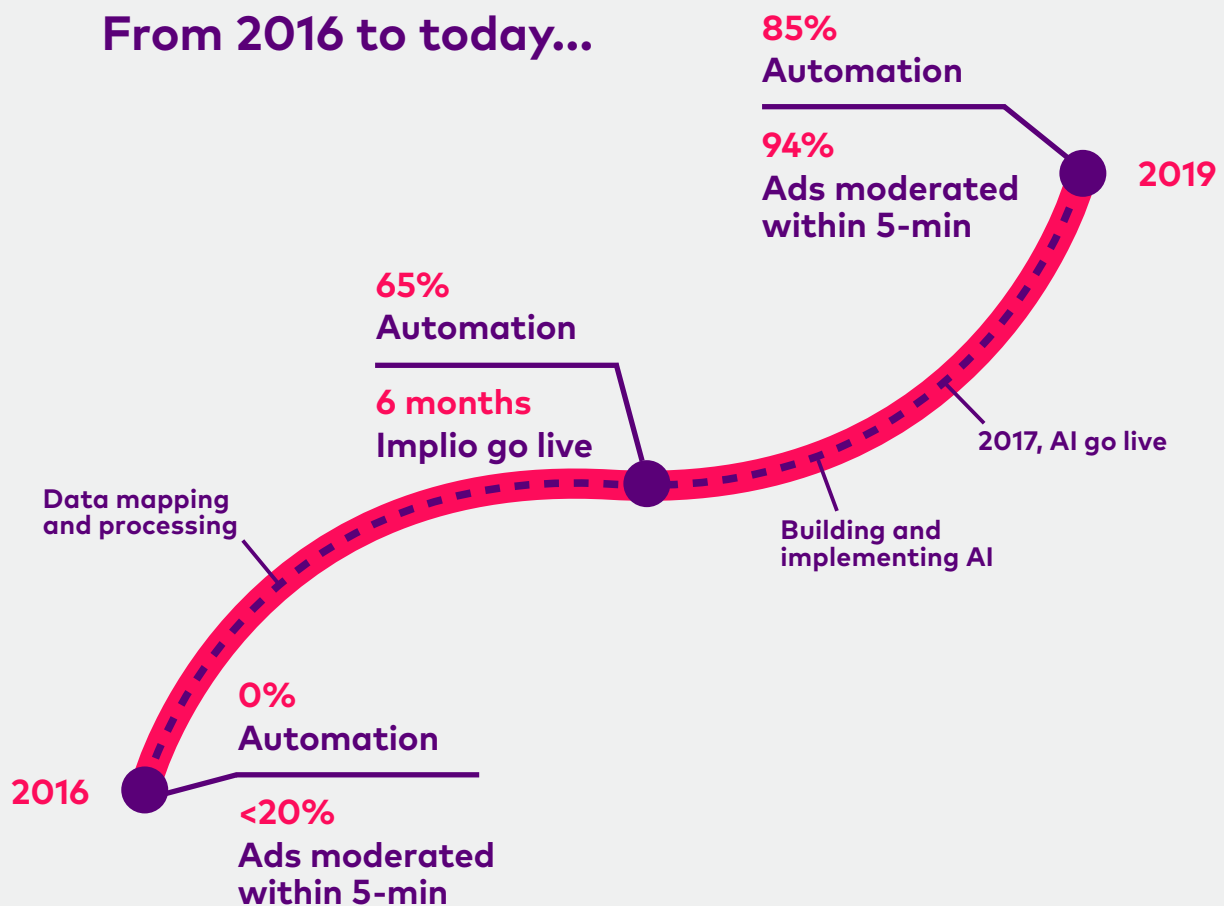 From 2016 to today...
85%
Automation
94%
Ads moderated
within 5-min
2019
65%
Automation
6 months
Implio go live
2017, AI go live
Data mapping
and processing
Building and
implementing AI
0%
Automation
2016
<20%
Ads moderated
within 5-min